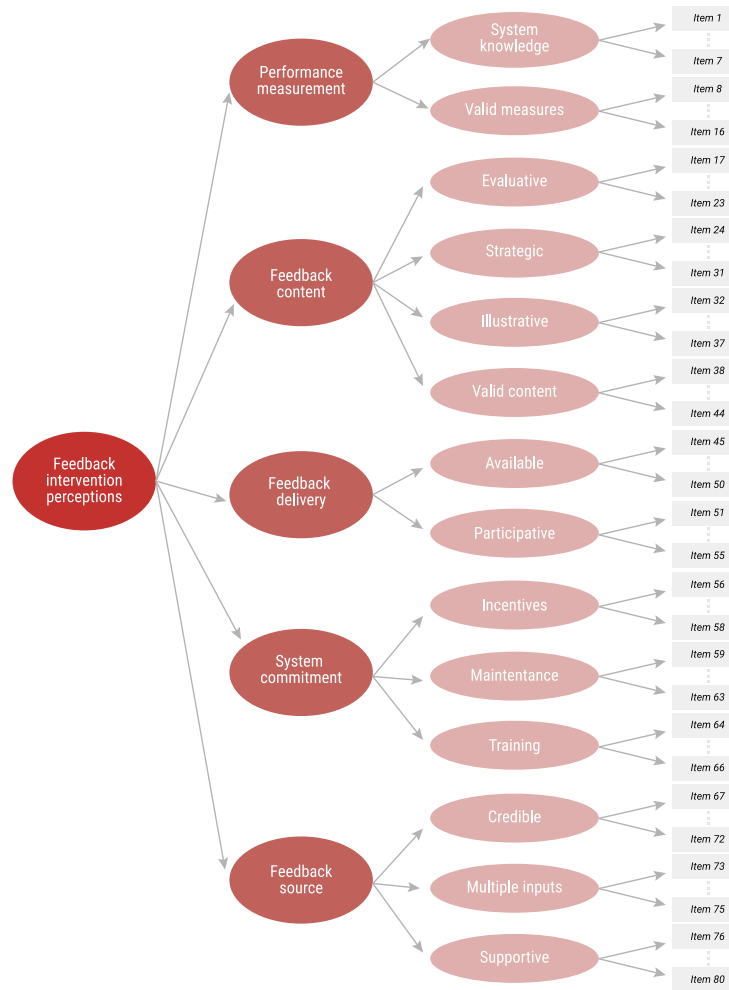 Feedback
intervention
perceptions
Performance
measurement
System
knowledge
Item 1
Item 7
Valid measures
Item 8
Item 16
Feedback
content
Evaluative
Item 17
Item 23
Strategic
Item 24
Item 31
Illustrative
Item 32
Item 37
Valid content
Item 38
Item 44
Feedback
delivery
Available
Item 45
Item 50
Participative
Item 51
Item 55
System
commitment
Incentives
Item 56
Item 58
Maintentance
Item 59
Item 63
Training
Item 64
Item 66
Feedback
source
Credible
Item 67
Item 72
Multiple inputs
Item 73
Item 75
Supportive
Item 76
Item 80